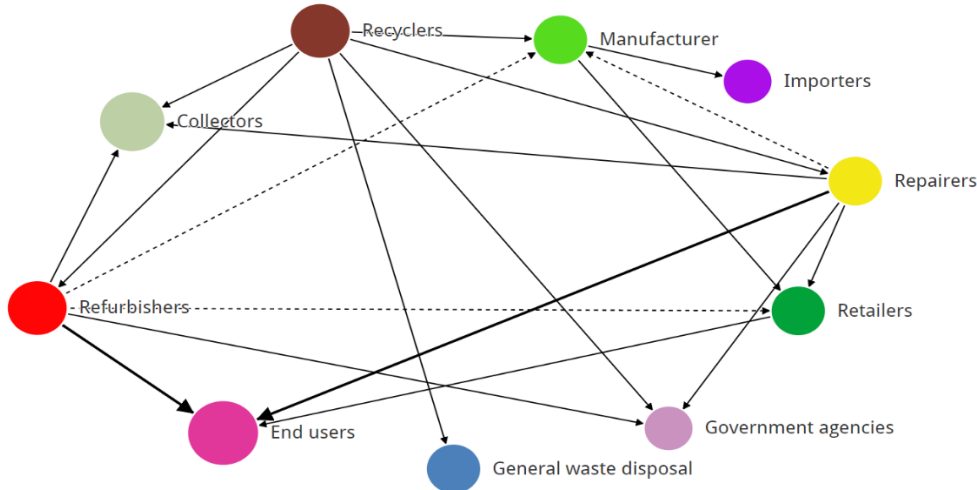 Recyclers
Manufacturer
Importers
Collectors
Repairers
Refurbishers
Retailers
End users
Government agencies
General waste disposal